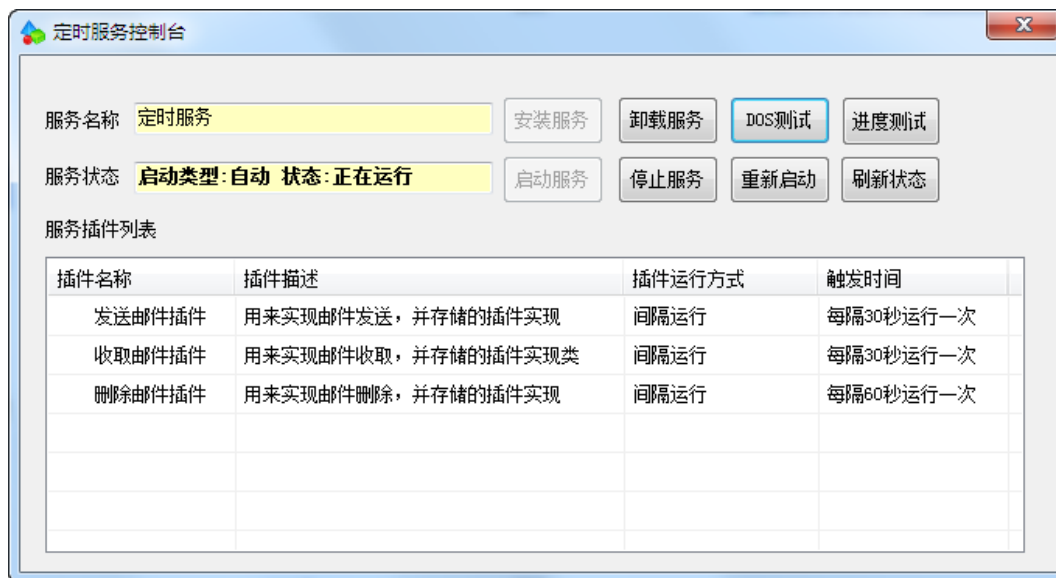 定时服务控制台
服务名称 定时服务 安装服务 卸载服务 DOS测试 进度测试
服务状态 启动类型:自动 状态:正在运行 启动服务 停止服务 重新启动 刷新状态
服务插件列表
插件名称 插件描述 插件运行方式 触发时间
发送邮件插件 用来实现邮件发送，并存储的插件实现 间隔运行 每隔30秒运行一次
收取邮件插件 用来实现邮件收取，并存储的插件实现类 间隔运行 每隔30秒运行一次
删除邮件插件 用来实现邮件删除，并存储的插件实现 间隔运行 每隔60秒运行一次